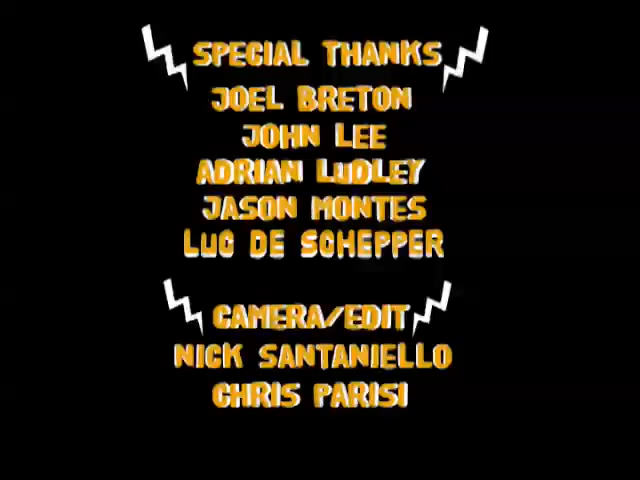 SPECIAL THANKS
JOEL BRETON
JOHN LEE
ADRIAN LUDLEY
JASON MONTES
LUC DE SCHEPPER
CAMERA/EDIT
NICK SANTANIELLO
CHRIS PARISI